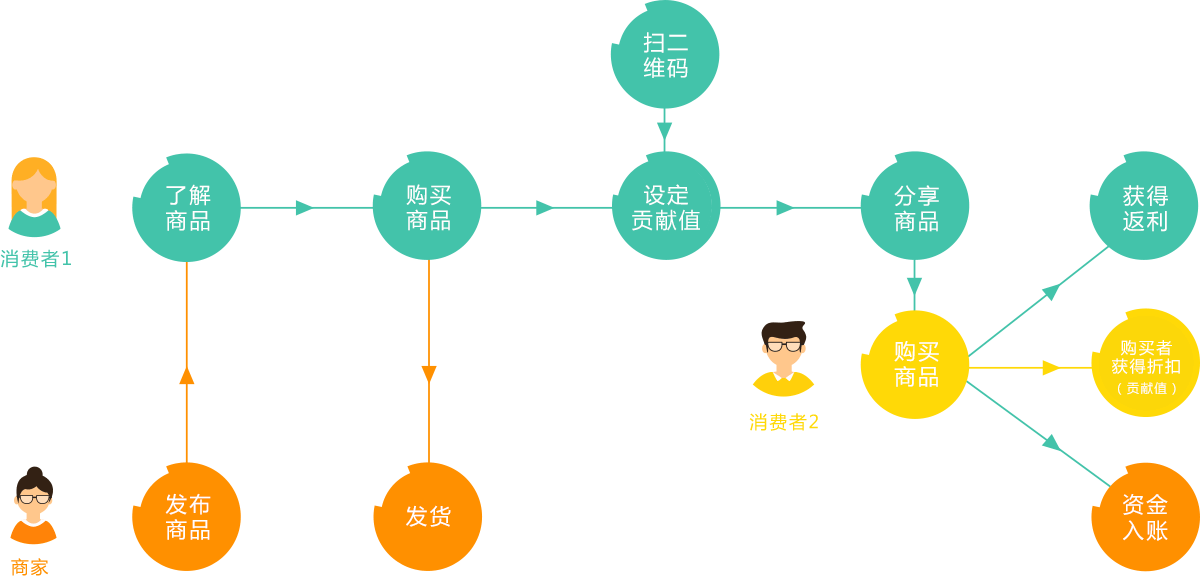 扫二
维码
了解
商品
购买
商品
设定
贡献值
分享
商品
获得
返利
消费者1
购买
商品
购买者
获得折扣
（贡献值）
消费者2
发布
商品
发货
资金
入账
商家